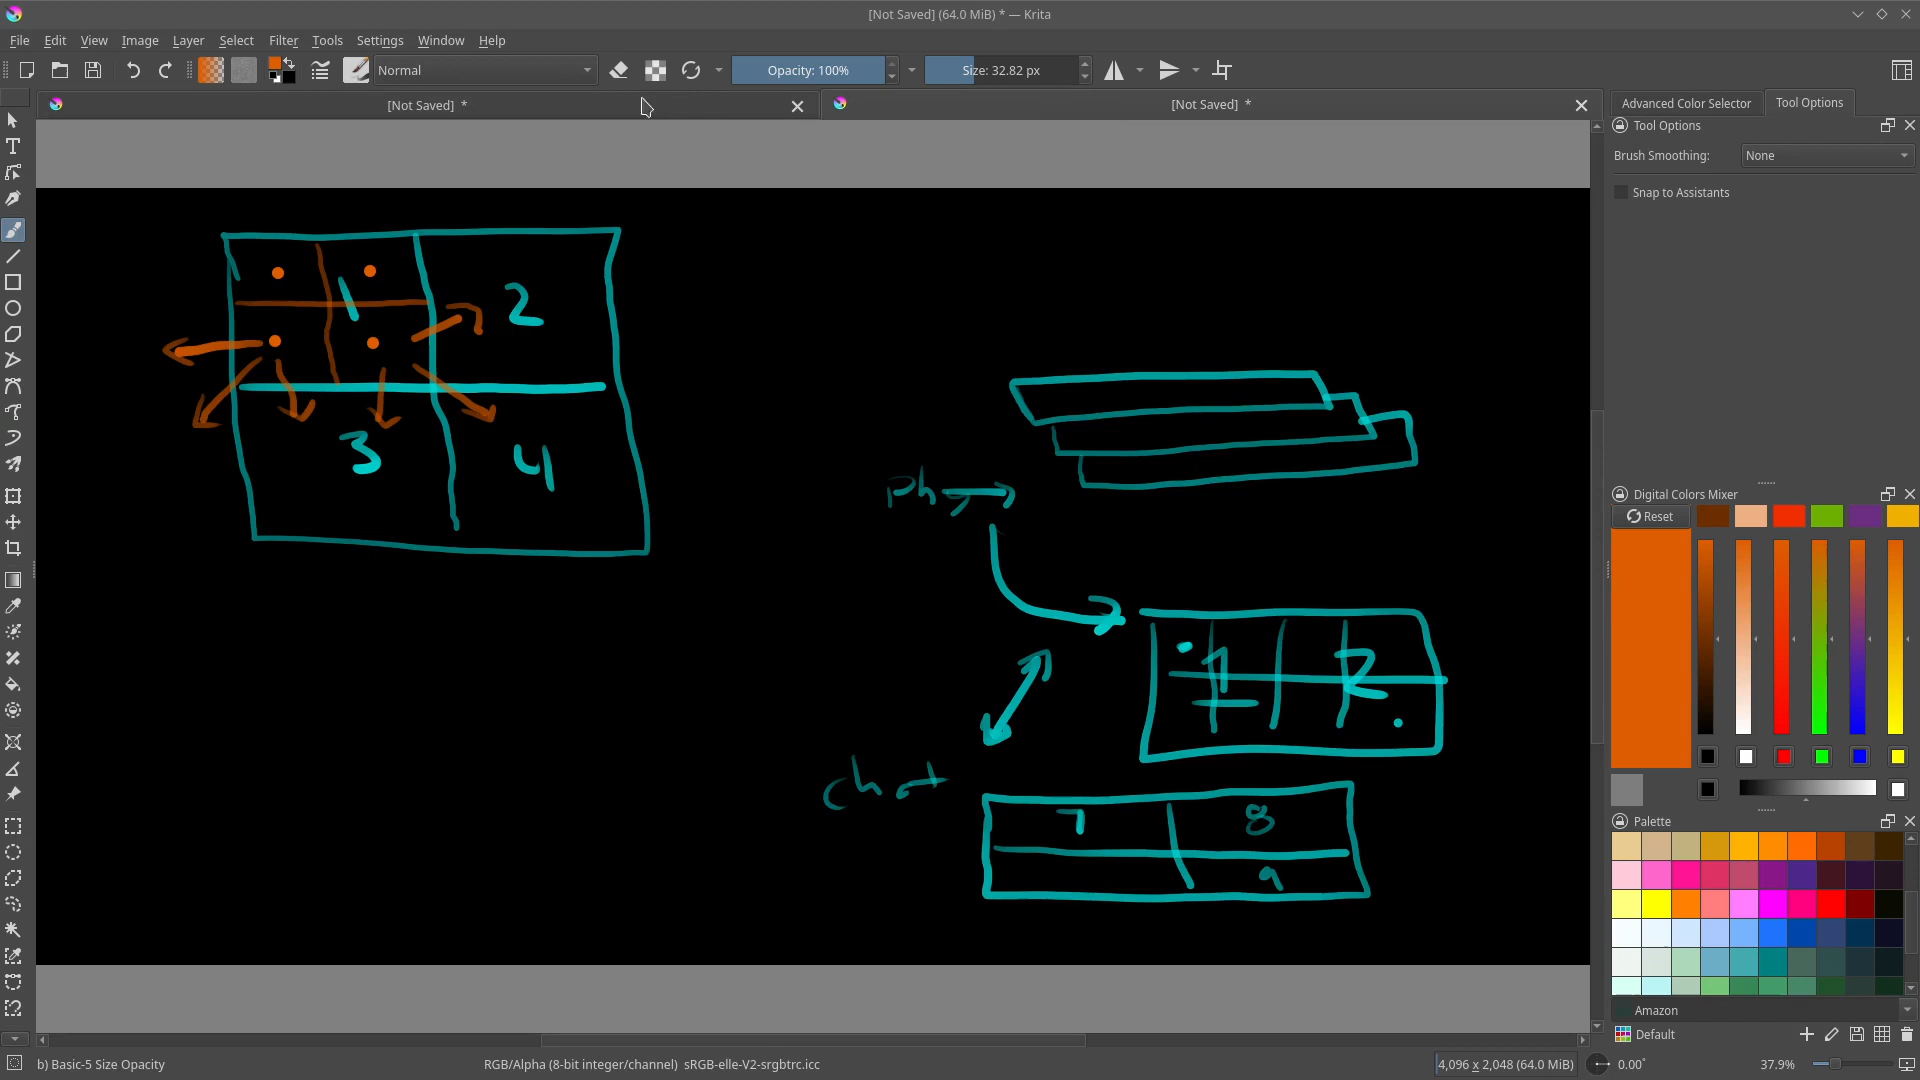 [Not Saved] (64.0 MiB) * — Krita
File Edit View Image Layer Select Filter Tools Settings Window Help
Normal Opacity: 100% Size: 32.82 px
[Not Saved] * [Not Saved] *
Advanced Color Selector Tool Options
Tool Options
Brush Smoothing: None
Snap to Assistants
1 2
3 4
Phy
1 2
chat
7 8
9
Digital Colors Mixer
Reset
Palette
Amazon
Default
b) Basic-5 Size Opacity RGB/Alpha (8-bit integer/channel) sRGB-elle-V2-srgbtrc.icc 4,096 x 2,048 (64.0 MiB) 0.00° 37.9%